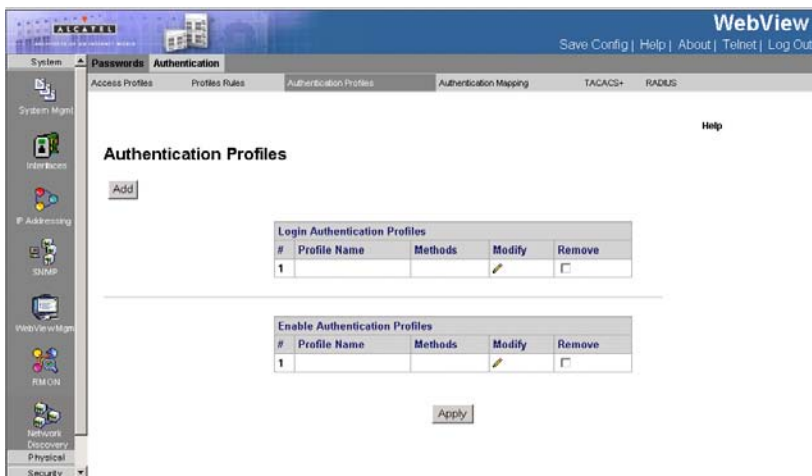 WebView
ALCATEL
Save Config | Help | About | Telnet | Log Out
System
Passwords Authentication
Access Profiles Profiles Rules Authentication Profiles Authentication Mapping TACACS+ RADIUS
System Mgmt
Help
Authentication Profiles
Interfaces
Add
IP Addressing
Login Authentication Profiles
# Profile Name Methods Modify Remove
1
SNMP
WebViewMgm
Enable Authentication Profiles
# Profile Name Methods Modify Remove
1
RMON
Apply
Network
Discovery
Physical
Security